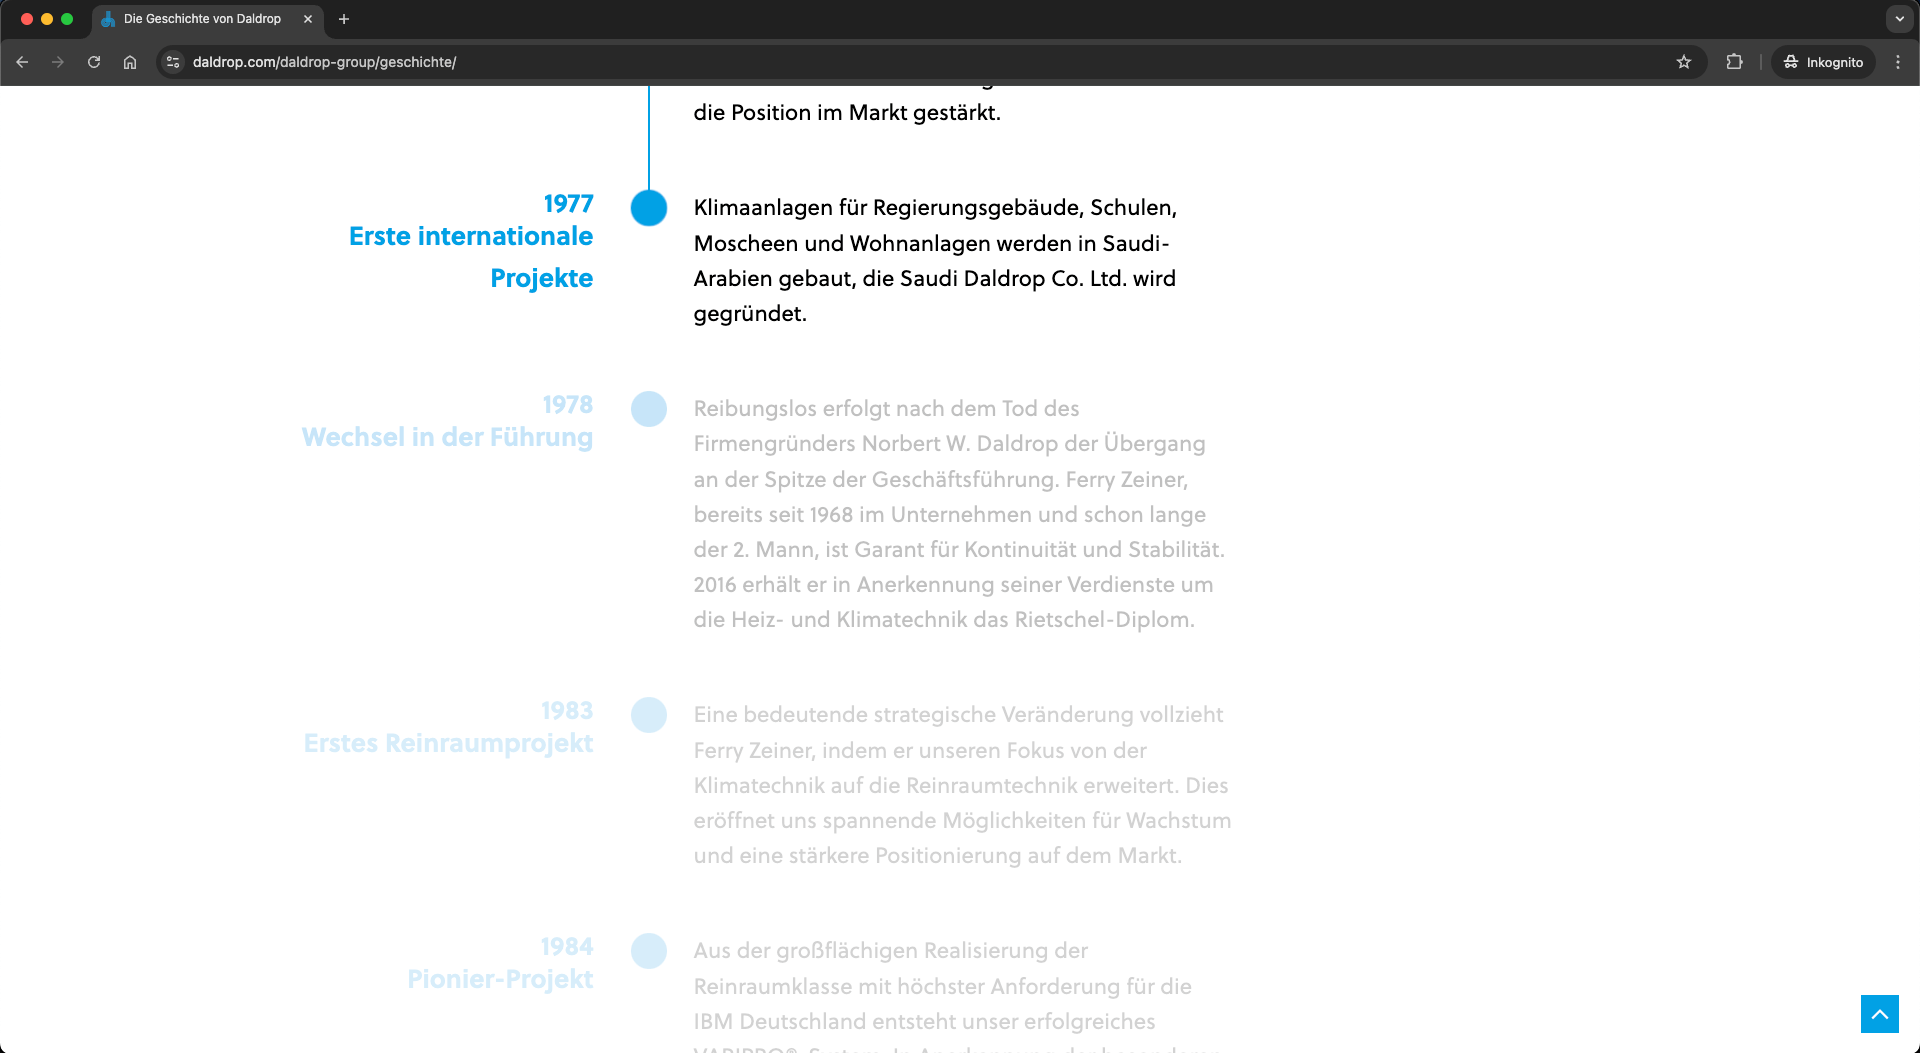 Die Geschichte von Daldrop
daldrop.com/daldrop-group/geschichte/
Inkognito
die Position im Markt gestärkt.
1977
Erste internationale
Projekte
Klimaanlagen für Regierungsgebäude, Schulen,
Moscheen und Wohnanlagen werden in Saudi-
Arabien gebaut, die Saudi Daldrop Co. Ltd. wird
gegründet.
1978
Wechsel in der Führung
Reibungslos erfolgt nach dem Tod des
Firmengründers Norbert W. Daldrop der Übergang
an der Spitze der Geschäftsführung. Ferry Zeiner,
bereits seit 1968 im Unternehmen und schon lange
der 2. Mann, ist Garant für Kontinuität und Stabilität.
2016 erhält er in Anerkennung seiner Verdienste um
die Heiz- und Klimatechnik das Rietschel-Diplom.
1983
Erstes Reinraumprojekt
Eine bedeutende strategische Veränderung vollzieht
Ferry Zeiner, indem er unseren Fokus von der
Klimatechnik auf die Reinraumtechnik erweitert. Dies
eröffnet uns spannende Möglichkeiten für Wachstum
und eine stärkere Positionierung auf dem Markt.
1984
Pionier-Projekt
Aus der großflächigen Realisierung der
Reinraumklasse mit höchster Anforderung für die
IBM Deutschland entsteht unser erfolgreiches
VARIPRO®-System. In Anerkennung der besonderen